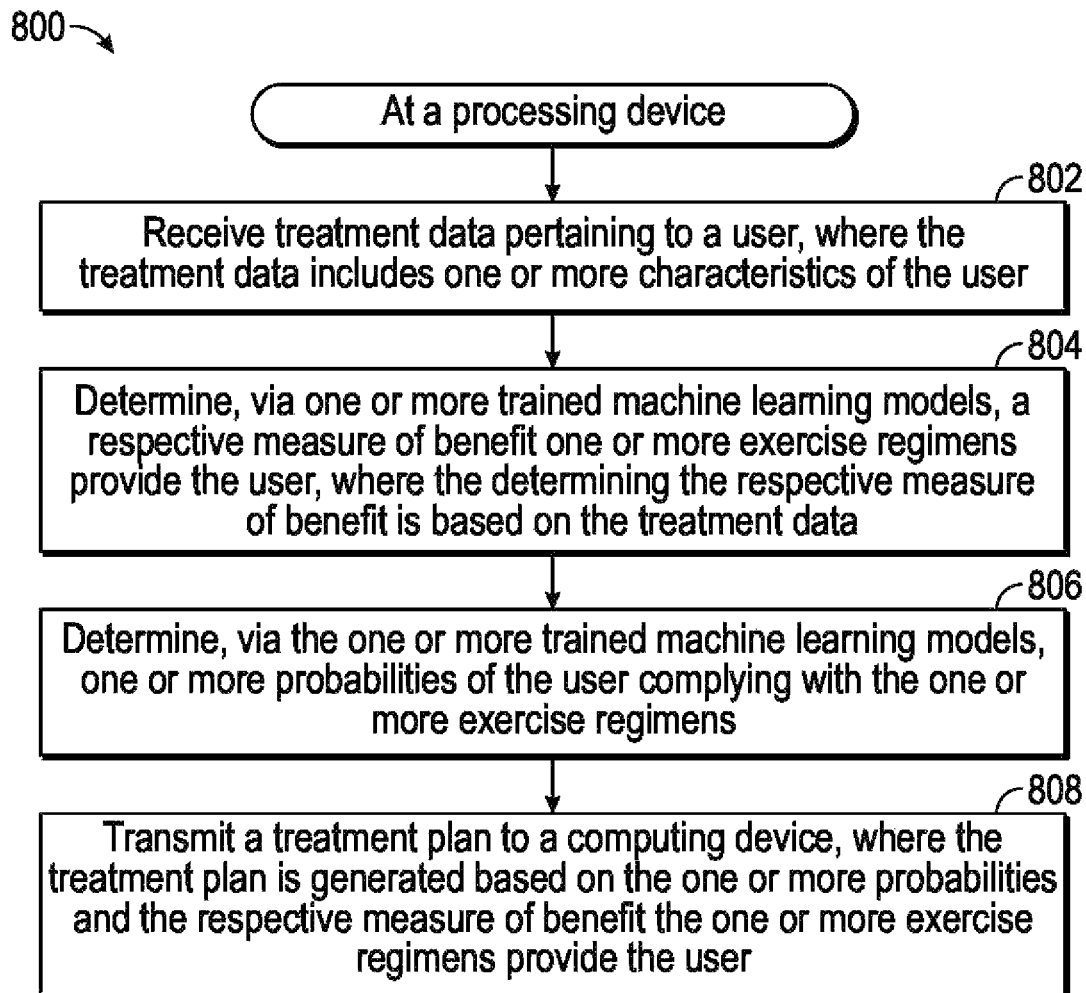 800
At a processing device
802
Receive treatment data pertaining to a user, where the
treatment data includes one or more characteristics of the user
804
Determine, via one or more trained machine learning models, a
respective measure of benefit one or more exercise regimens
provide the user, where the determining the respective measure
of benefit is based on the treatment data
806
Determine, via the one or more trained machine learning models,
one or more probabilities of the user complying with the one or
more exercise regimens
808
Transmit a treatment plan to a computing device, where the
treatment plan is generated based on the one or more probabilities
and the respective measure of benefit the one or more exercise
regimens provide the user